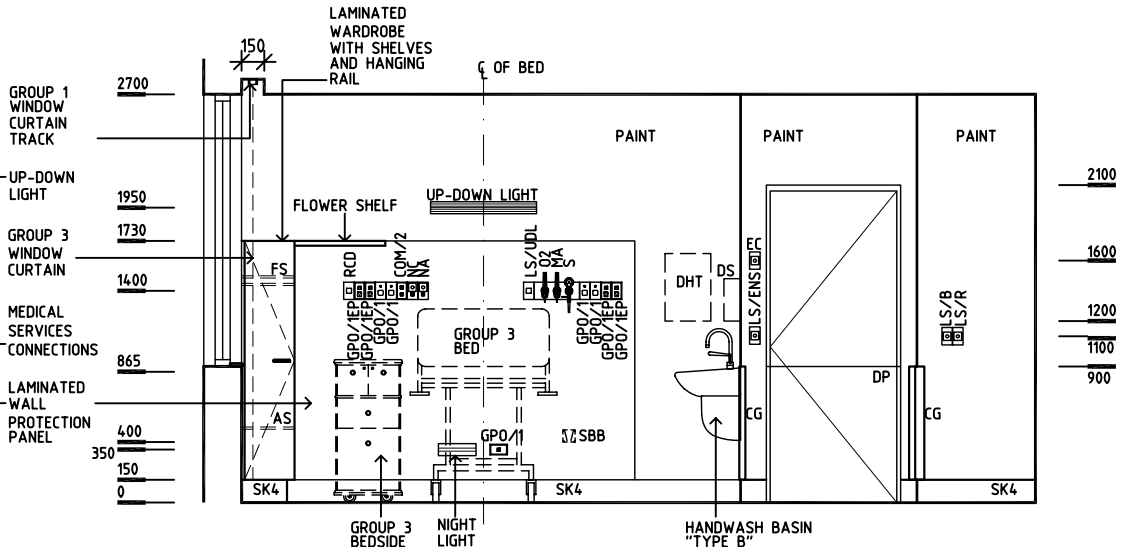 LAMINATED
WARDROBE
WITH SHELVES
AND HANGING
RAIL
150
℄ OF BED
GROUP 1
WINDOW
CURTAIN
TRACK
2700
PAINT
PAINT
PAINT
UP-DOWN
LIGHT
1950
FLOWER SHELF
UP-DOWN LIGHT
2100
GROUP 3
WINDOW
CURTAIN
1730
FS
RCD
COM/2
NC
NA
LS/UDL
O2
MA
S
DHT
DS
EC
LS/ENS
1600
1400
LS/B
LS/R
1200
1100
900
MEDICAL
SERVICES
CONNECTIONS
GPO/1EP
GPO/1EP
GPO/1
GPO/1
GROUP 3
BED
GPO/1
GPO/1
GPO/1EP
GPO/1EP
865
DP
LAMINATED
WALL
PROTECTION
PANEL
AS
CG
CG
400
350
GPO/1
SBB
150
0
SK4
SK4
SK4
GROUP 3
BEDSIDE
NIGHT
LIGHT
HANDWASH BASIN
"TYPE B"